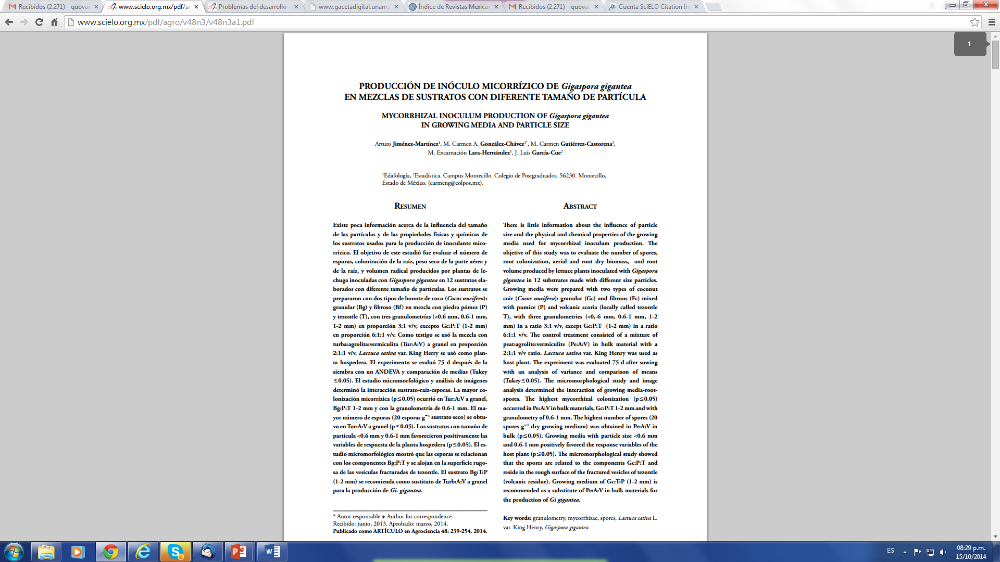 Recibidos (2.271) - quovac
www.scielo.org.mx/pdf/a
Problemas del desarrollo -
www.gacetadigital.unam.
Índice de Revistas Mexica
Recibidos (2.271) - quova
Cuenta SciELO Citation In
www.scielo.org.mx/pdf/agro/v48n3/v48n3a1.pdf
1
PRODUCCIÓN DE INÓCULO MICORRÍZICO DE Gigaspora gigantea
EN MEZCLAS DE SUSTRATOS CON DIFERENTE TAMAÑO DE PARTÍCULA
MYCORRHIZAL INOCULUM PRODUCTION OF Gigaspora gigantea
IN GROWING MEDIA AND PARTICLE SIZE
Arturo Jiménez-Martínez¹, M. Carmen A. González-Chávez¹*, M. Carmen Gutiérrez-Castorena¹,
M. Encarnación Lara-Hernández¹, J. Luis García-Cue²
¹Edafología, ²Estadística. Campus Montecillo. Colegio de Postgraduados. 56230. Montecillo,
Estado de México. (carmeng@colpos.mx).
Resumen
Existe poca información acerca de la influencia del tamaño
de las partículas y de las propiedades físicas y químicas de
los sustratos usados para la producción de inoculante mico-
rrízico. El objetivo de este estudió fue evaluar el número de
esporas, colonización de la raíz, peso seco de la parte aérea y
de la raíz, y volumen radical producidos por plantas de le-
chuga inoculadas con Gigaspora gigantea en 12 sustratos ela-
borados con diferente tamaño de partículas. Los sustratos se
prepararon con dos tipos de bonote de coco (Cocos nucifera):
granular (Bg) y fibroso (Bf) en mezcla con piedra pómez (P)
y tezontle (T), con tres granulometrías (<0.6 mm, 0.6-1 mm,
1-2 mm) en proporción 3:1 v/v, excepto Gc:P:T (1-2 mm)
en proporción 6:1:1 v/v. Como testigo se usó la mezcla con
turba:agrolita:vermiculita (Tur:A:V) a granel en proporción
2:1:1 v/v. Lactuca sativa var. King Herry se usó como plan-
ta hospedera. El experimento se evaluó 75 d después de la
siembra con un ANDEVA y comparación de medias (Tukey
≤0.05). El estudio micromorfológico y análisis de imágenes
determinó la interacción sustrato-raíz-esporas. La mayor co-
lonización micorrízica (p≤0.05) ocurrió en Tur:A:V a granel,
Bg:P:T 1-2 mm y con la granulometría de 0.6-1 mm. El ma-
yor número de esporas (20 esporas g⁻¹ sustrato seco) se obtu-
vo en Tur:A:V a granel (p≤0.05). Los sustratos con tamaño de
partícula <0.6 mm y 0.6-1 mm favorecieron positivamente las
variables de respuesta de la planta hospedera (p≤0.05). El es-
tudio micromorfológico mostró que las esporas se relacionan
con los componentes Bg:P:T y se alojan en la superficie rugo-
sa de las vesículas fracturadas de tezontle. El sustrato Bg:T:P
(1-2 mm) se recomienda como sustituto de Turb:A:V a granel
para la producción de Gi. gigantea.
* Autor responsable ❖ Author for correspondence.
Recibido: junio, 2013. Aprobado: marzo, 2014.
Publicado como ARTÍCULO en Agrociencia 48: 239-254. 2014.
Abstract
There is little information about the influence of particle
size and the physical and chemical properties of the growing
media used for mycorrhizal inoculum production. The
objetive of this study was to evaluate the number of spores,
root colonization, aerial and root dry biomass, and root
volume produced by lettuce plants inoculated with Gigaspora
gigantea in 12 substrates made with different size particles.
Growing media were prepared with two types of coconut
coir (Cocos nucifera): granular (Gc) and fibrous (Fc) mixed
with pumice (P) and volcanic scoria (locally called tezontle
T), with three granulometries (<0,-6 mm, 0.6-1 mm, 1-2
mm) in a ratio 3:1 v/v, except Gc:P:T (1-2 mm) in a ratio
6:1:1 v/v. The control treatment consisted of a mixture of
peat:agrolite:vermiculite (Pe:A:V) in bulk material with a
2:1:1 v/v ratio. Lactuca sativa var. King Henry was used as
host plant. The experiment was evaluated 75 d after sowing
with an analysis of variance and comparison of means
(Tukey≤0.05). The micromorphological study and image
analysis determined the interaction of growing media-root-
spores. The highest mycorrhizal colonization (p≤0.05)
occurred in Pe:A:V in bulk materials, Gc:P:T 1-2 mm and with
granulometry of 0.6-1 mm. The highest number of spores (20
spores g⁻¹ dry growing medium) was obtained in Pe:A:V in
bulk (p≤0.05). Growing media with particle size <0.6 mm
and 0.6-1 mm positively favored the response variables of the
host plant (p≤0.05). The micromorphological study showed
that the spores are related to the components Gc:P:T and
reside in the rough surface of the fractured vesicles of tezontle
(volcanic residue). Growing medium of Gc:T:P (1-2 mm) is
recommended as a substitute of Pe:A:V in bulk materials for
the production of Gi gigantea.
Key words: granulometry, mycorrhizae, spores, Lactuca sativa L.
var. King Henry, Gigaspora gigantea.
ES
08:29 p.m.
15/10/2014